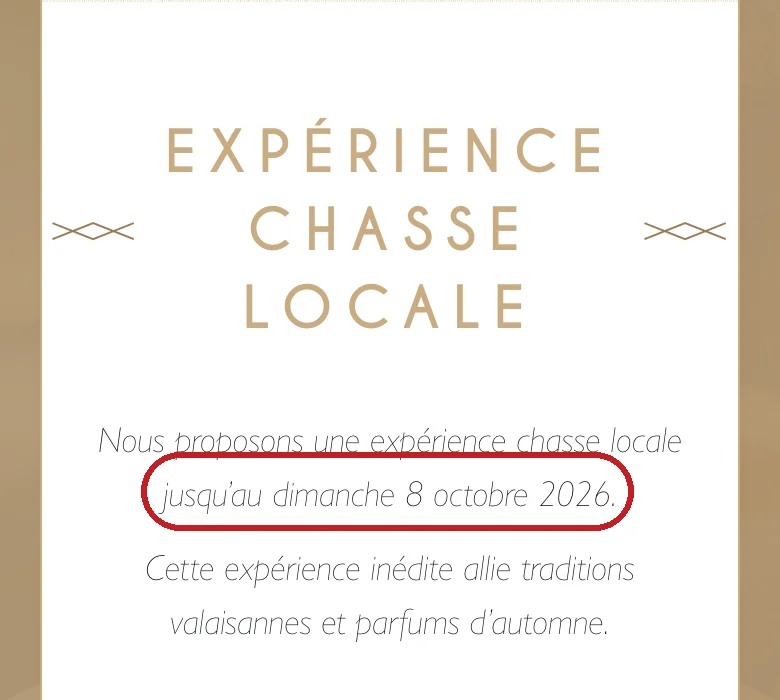 EXPÉRIENCE
CHASSE
LOCALE
Nous proposons une expérience chasse locale
jusqu'au dimanche 8 octobre 2026.
Cette expérience inédite allie traditions
valaisannes et parfums d'automne.